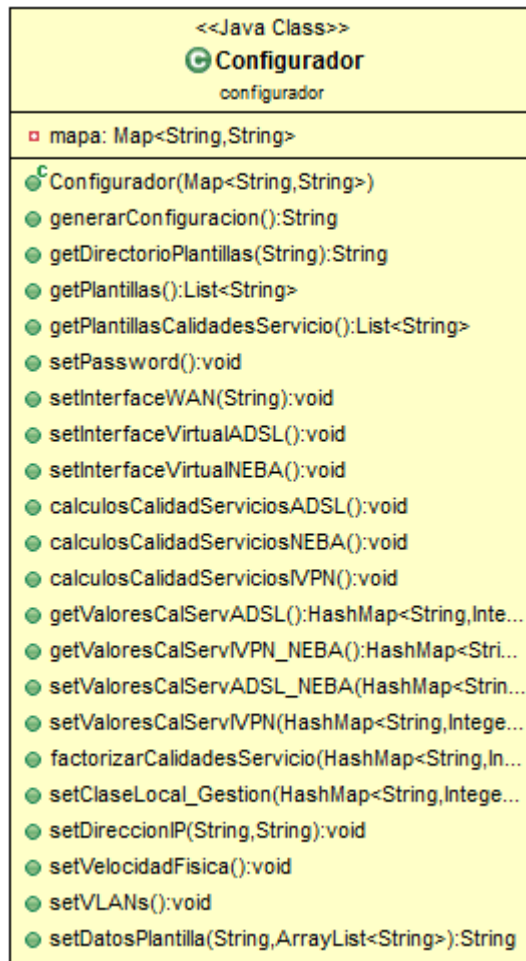 <<Java Class>>
C Configurador
configurador
mapa: Map<String,String>
C Configurador(Map<String,String>)
generarConfiguracion():String
getDirectorioPlantillas(String):String
getPlantillas():List<String>
getPlantillasCalidadesServicio():List<String>
setPassword():void
setInterfaceWAN(String):void
setInterfaceVirtualADSL():void
setInterfaceVirtualNEBA():void
calculosCalidadServiciosADSL():void
calculosCalidadServiciosNEBA():void
calculosCalidadServiciosIVPN():void
getValoresCalServADSL():HashMap<String,Inte...
getValoresCalServIVPN_NEBA():HashMap<Stri...
setValoresCalServADSL_NEBA(HashMap<Strin...
setValoresCalServIVPN(HashMap<String,Intege...
factorizarCalidadesServicio(HashMap<String,In...
setClaseLocal_Gestion(HashMap<String,Intege...
setDireccionIP(String,String):void
setVelocidadFisica():void
setVLANs():void
setDatosPlantilla(String,ArrayList<String>):String